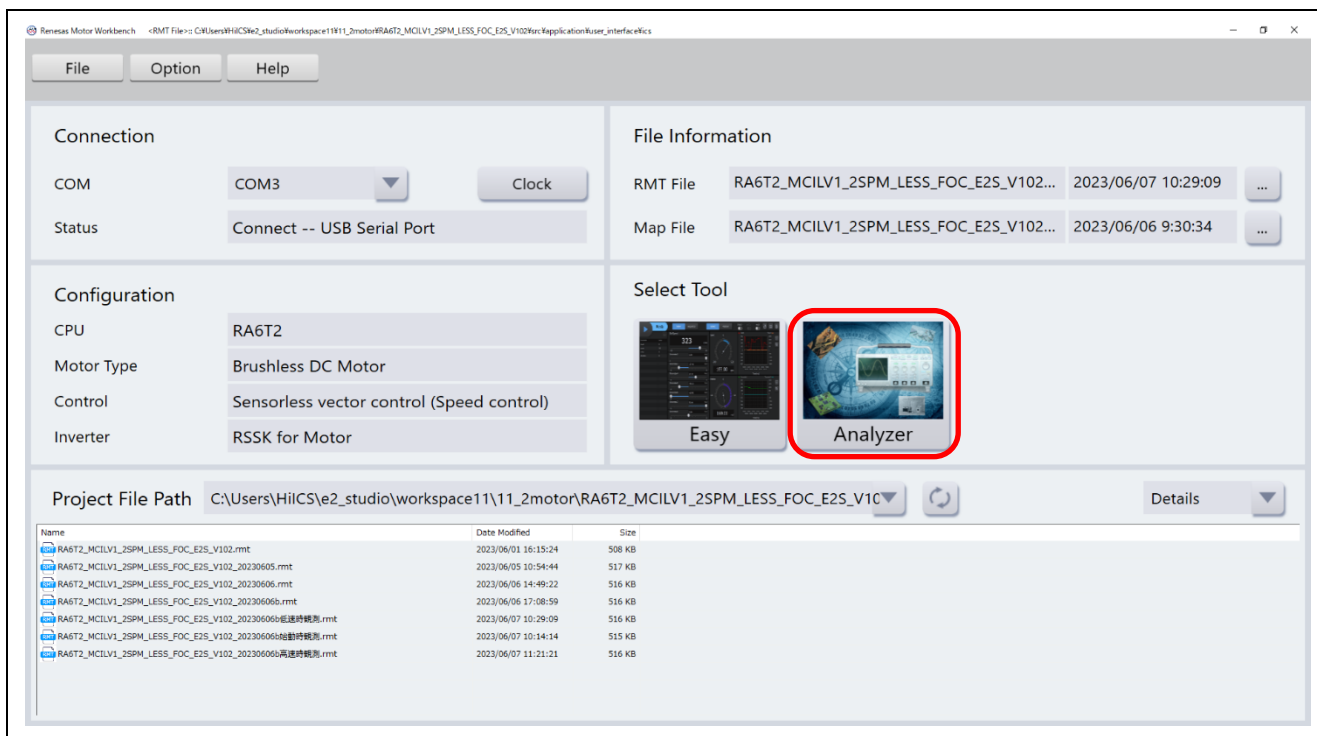 Renesas Motor Workbench <RMT File>:: C:¥Users¥HiICS¥e2_studio¥workspace11¥11_2motor¥RA6T2_MCILV1_2SPM_LESS_FOC_E2S_V102¥src¥application¥user_interface¥ics
File Option Help
Connection
COM COM3 Clock
Status Connect -- USB Serial Port
File Information
RMT File RA6T2_MCILV1_2SPM_LESS_FOC_E2S_V102... 2023/06/07 10:29:09 ...
Map File RA6T2_MCILV1_2SPM_LESS_FOC_E2S_V102... 2023/06/06 9:30:34 ...
Configuration
CPU RA6T2
Motor Type Brushless DC Motor
Control Sensorless vector control (Speed control)
Inverter RSSK for Motor
Select Tool
323
Easy Analyzer
Project File Path C:\Users\HiICS\e2_studio\workspace11\11_2motor\RA6T2_MCILV1_2SPM_LESS_FOC_E2S_V10 Details
Name Date Modified Size
RMT RA6T2_MCILV1_2SPM_LESS_FOC_E2S_V102.rmt 2023/06/01 16:15:24 508 KB
RMT RA6T2_MCILV1_2SPM_LESS_FOC_E2S_V102_20230605.rmt 2023/06/05 10:54:44 517 KB
RMT RA6T2_MCILV1_2SPM_LESS_FOC_E2S_V102_20230606.rmt 2023/06/06 14:49:22 516 KB
RMT RA6T2_MCILV1_2SPM_LESS_FOC_E2S_V102_20230606b.rmt 2023/06/06 17:08:59 516 KB
RMT RA6T2_MCILV1_2SPM_LESS_FOC_E2S_V102_20230606b低速時観測.rmt 2023/06/07 10:29:09 516 KB
RMT RA6T2_MCILV1_2SPM_LESS_FOC_E2S_V102_20230606b始動時観測.rmt 2023/06/07 10:14:14 515 KB
RMT RA6T2_MCILV1_2SPM_LESS_FOC_E2S_V102_20230606b高速時観測.rmt 2023/06/07 11:21:21 516 KB